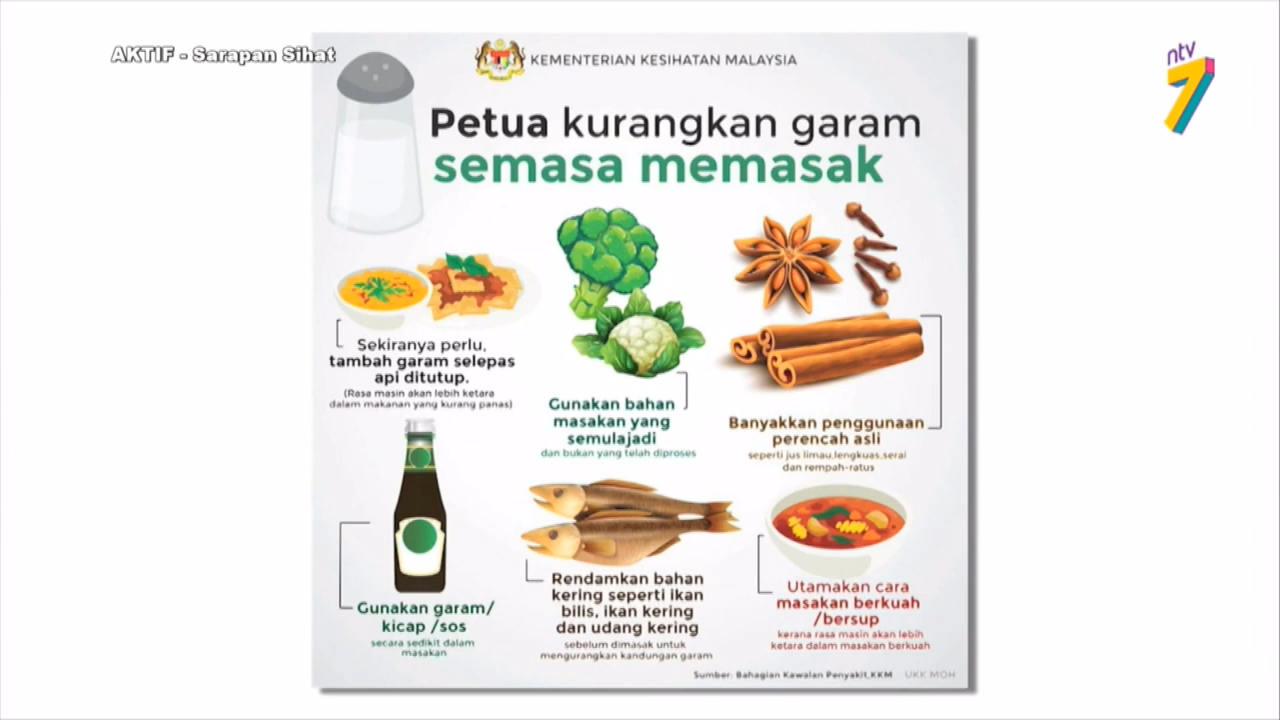 AKTIF - Sarapan Sihat
ntv
7
KEMENTERIAN KESIHATAN MALAYSIA
Petua kurangkan garam
semasa memasak
Sekiranya perlu,
tambah garam selepas
api ditutup.
(Rasa masin akan lebih ketara
dalam makanan yang kurang panas)
Gunakan bahan
masakan yang
semulajadi
dan bukan yang telah diproses
Banyakkan penggunaan
perencah asli
seperti jus limau,lengkuas,serai
dan rempah-ratus
Gunakan garam/
kicap /sos
secara sedikit dalam
masakan
Rendamkan bahan
kering seperti ikan
bilis, ikan kering
dan udang kering
sebelum dimasak untuk
mengurangkan kandungan garam
Utamakan cara
masakan berkuah
/bersup
kerana rasa masin akan lebih
ketara dalam masakan berkuah
Sumber: Bahagian Kawalan Penyakit,KKM UKK MOH